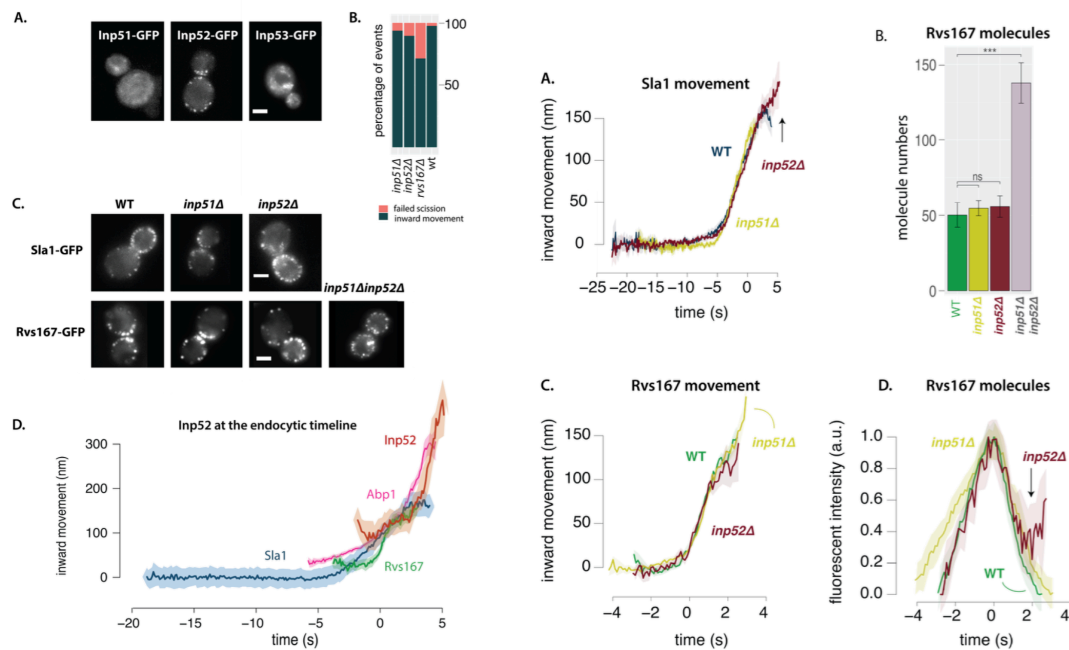 A.
Inp51-GFP
Inp52-GFP
Inp53-GFP
B.
percentage of events
100
50
inp51Δ
inp52Δ
rvs167Δ
wt
failed scission
inward movement
C.
WT
inp51Δ
inp52Δ
Sla1-GFP
inp51Δinp52Δ
Rvs167-GFP
D.
Inp52 at the endocytic timeline
inward movement (nm)
300
200
100
0
Inp52
Abp1
Sla1
Rvs167
−20
−15
−10
−5
0
5
time (s)
A.
Sla1 movement
inward movement (nm)
150
100
50
0
WT
inp52Δ
inp51Δ
−25
−20
−15
−10
−5
0
5
time (s)
B.
Rvs167 molecules
molecule numbers
150
100
50
0
***
ns
WT
inp51Δ
inp52Δ
inp51Δ
inp52Δ
C.
Rvs167 movement
inward movement (nm)
150
100
50
0
inp51Δ
WT
inp52Δ
−4
−2
0
2
4
time (s)
D.
Rvs167 molecules
fluorescent intensity (a.u.)
1.0
0.8
0.6
0.4
0.2
0.0
inp51Δ
inp52Δ
WT
−4
−2
0
2
4
time (s)